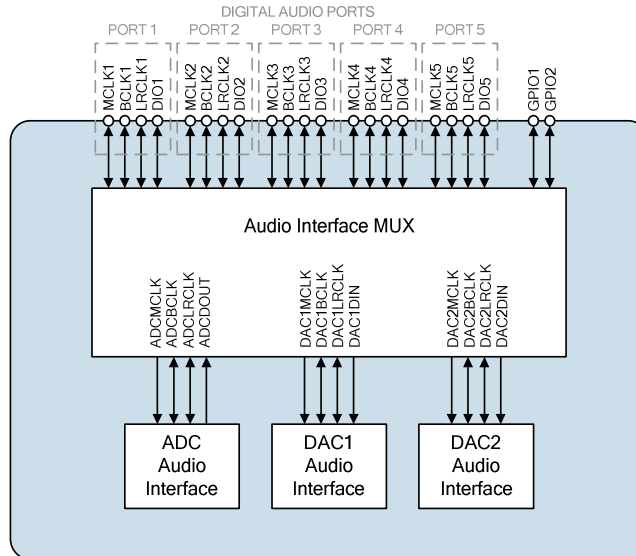 DIGITAL AUDIO PORTS
PORT 1 PORT 2 PORT 3 PORT 4 PORT 5
MCLK1
BCLK1
LRCLK1
DIO1
MCLK2
BCLK2
LRCLK2
DIO2
MCLK3
BCLK3
LRCLK3
DIO3
MCLK4
BCLK4
LRCLK4
DIO4
MCLK5
BCLK5
LRCLK5
DIO5
GPIO1
GPIO2
Audio Interface MUX
ADCMCLK
ADCBCLK
ADCLRCLK
ADCDOUT
DAC1MCLK
DAC1BCLK
DAC1LRCLK
DAC1DIN
DAC2MCLK
DAC2BCLK
DAC2LRCLK
DAC2DIN
ADC
Audio
Interface
DAC1
Audio
Interface
DAC2
Audio
Interface